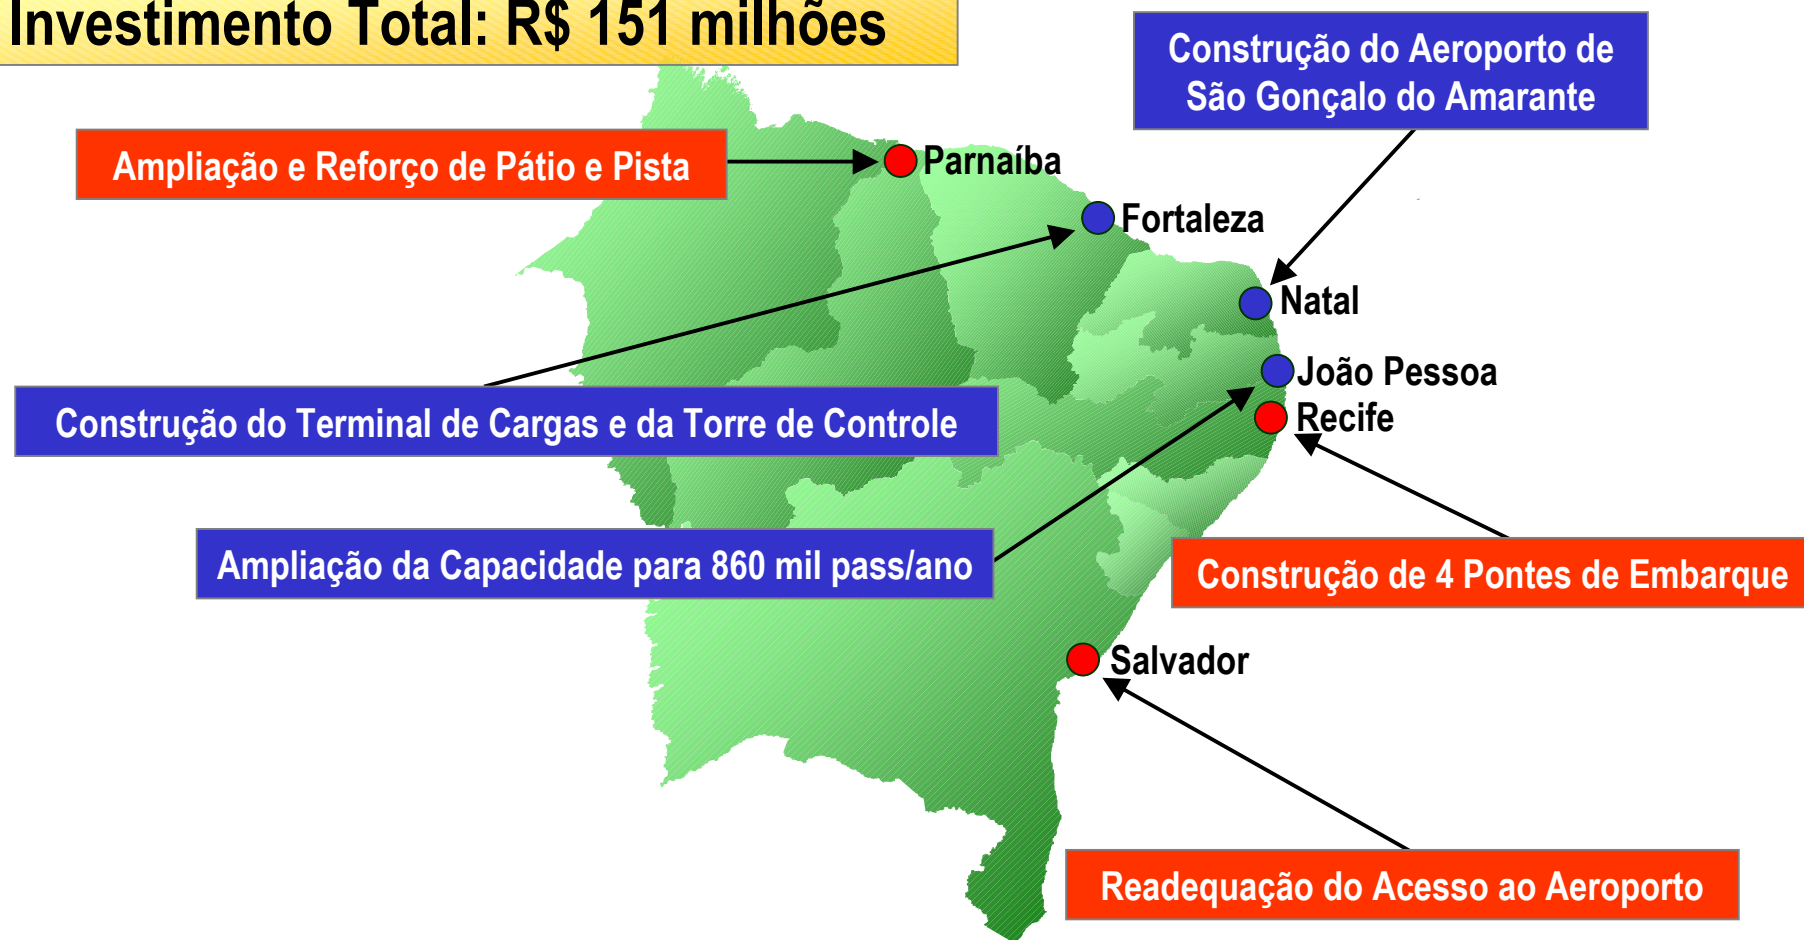 Investimento Total: R$ 151 milhões
Construção do Aeroporto de
São Gonçalo do Amarante
Ampliação e Reforço de Pátio e Pista
Parnaíba
Fortaleza
Natal
João Pessoa
Construção do Terminal de Cargas e da Torre de Controle
Recife
Ampliação da Capacidade para 860 mil pass/ano
Construção de 4 Pontes de Embarque
Salvador
Readequação do Acesso ao Aeroporto